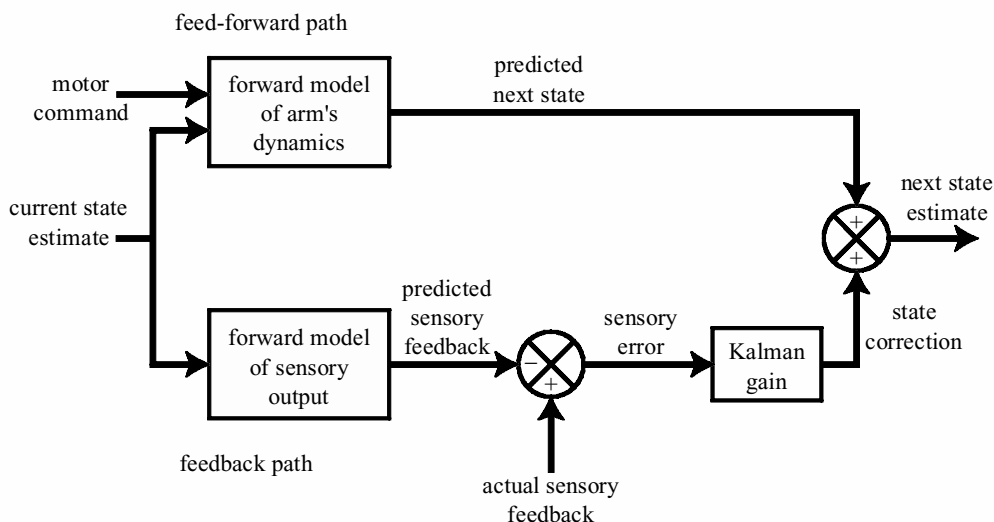 feed-forward path
motor
command
forward model
of arm's
dynamics
predicted
next state
current state
estimate
+
+
next state
estimate
forward model
of sensory
output
predicted
sensory
feedback
−
+
sensory
error
Kalman
gain
state
correction
feedback path
actual sensory
feedback